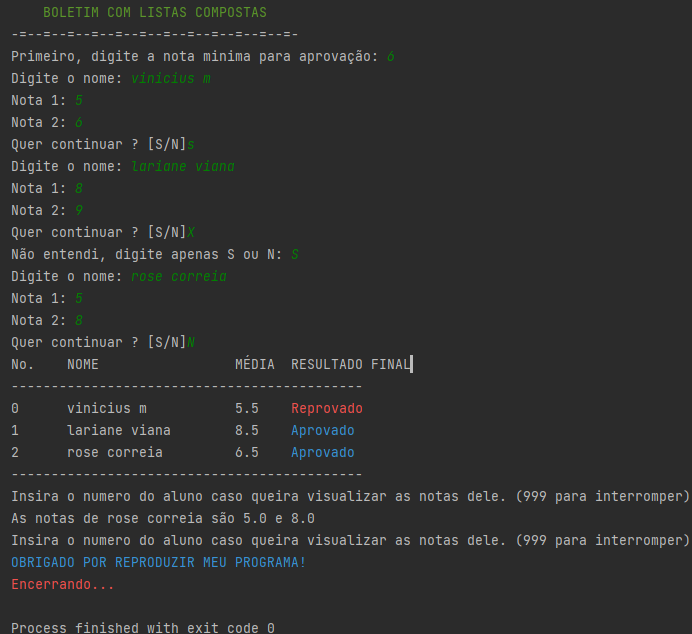 BOLETIM COM LISTAS COMPOSTAS
-=--=--=--=--=--=--=--=--=--=--=--=-
Primeiro, digite a nota minima para aprovação: 6
Digite o nome: vinicius m
Nota 1: 5
Nota 2: 6
Quer continuar ? [S/N]s
Digite o nome: lariane viana
Nota 1: 8
Nota 2: 9
Quer continuar ? [S/N]X
Não entendi, digite apenas S ou N: S
Digite o nome: rose correia
Nota 1: 5
Nota 2: 8
Quer continuar ? [S/N]N
No. NOME MÉDIA RESULTADO FINAL
--------------------------------------------
0 vinicius m 5.5 Reprovado
1 lariane viana 8.5 Aprovado
2 rose correia 6.5 Aprovado
--------------------------------------------
Insira o numero do aluno caso queira visualizar as notas dele. (999 para interromper)
As notas de rose correia são 5.0 e 8.0
Insira o numero do aluno caso queira visualizar as notas dele. (999 para interromper)
OBRIGADO POR REPRODUZIR MEU PROGRAMA!
Encerrando...
Process finished with exit code 0